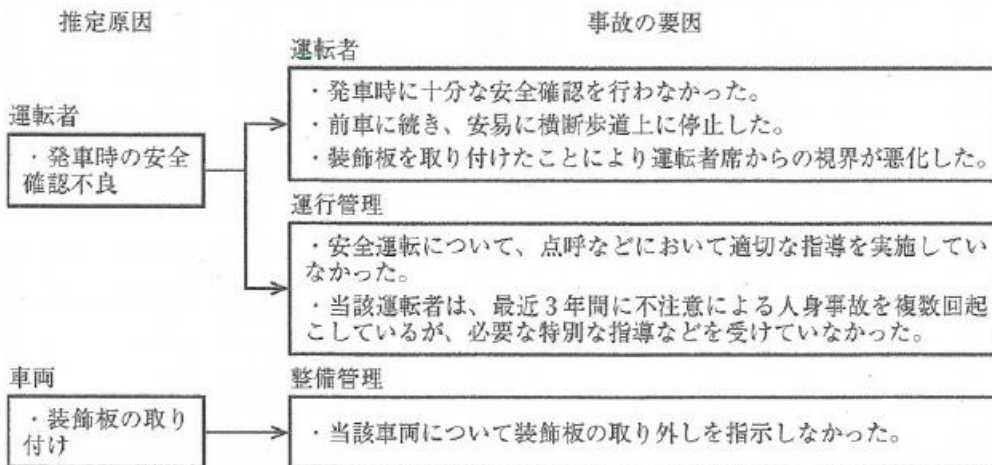 推定原因
事故の要因
運転者
・発車時の安全
確認不良
運転者
・発車時に十分な安全確認を行わなかった。
・前車に続き、安易に横断歩道上に停止した。
・装飾板を取り付けたことにより運転者席からの視界が悪化した。
運行管理
・安全運転について、点呼などにおいて適切な指導を実施してい
なかった。
・当該運転者は、最近3年間に不注意による人身事故を複数回起
こしているが、必要な特別な指導などを受けていなかった。
車両
・装飾板の取り
付け
整備管理
・当該車両について装飾板の取り外しを指示しなかった。